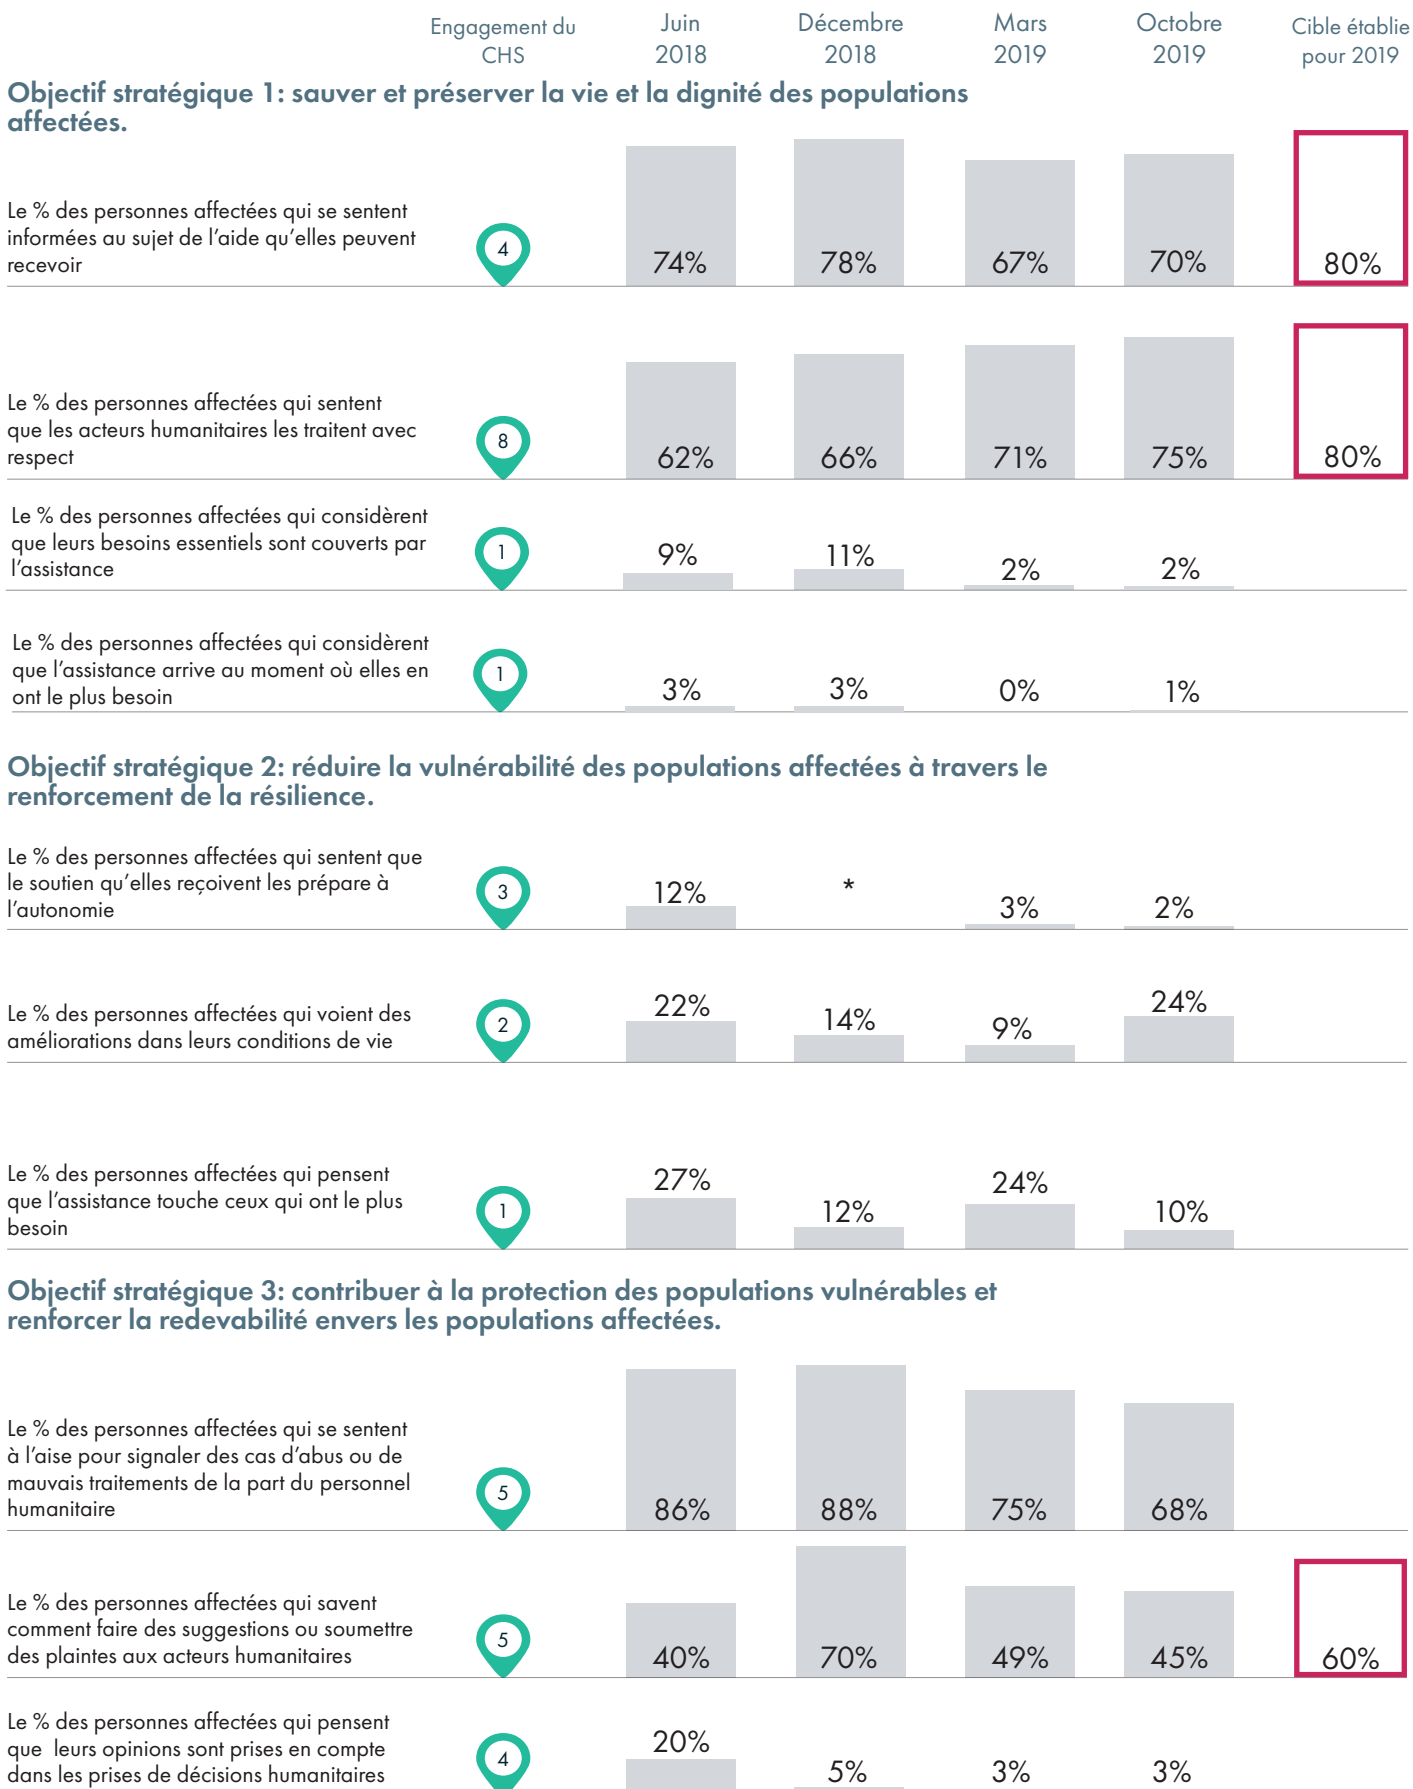 Engagement du
CHS
Juin
2018
Décembre
2018
Mars
2019
Octobre
2019
Cible établie
pour 2019
Objectif stratégique 1: sauver et préserver la vie et la dignité des populations
affectées.
Le % des personnes affectées qui se sentent
informées au sujet de l'aide qu'elles peuvent
recevoir
4
74%
78%
67%
70%
80%
Le % des personnes affectées qui sentent
que les acteurs humanitaires les traitent avec
respect
8
62%
66%
71%
75%
80%
Le % des personnes affectées qui considèrent
que leurs besoins essentiels sont couverts par
l'assistance
1
9%
11%
2%
2%
Le % des personnes affectées qui considèrent
que l'assistance arrive au moment où elles en
ont le plus besoin
1
3%
3%
0%
1%
Objectif stratégique 2: réduire la vulnérabilité des populations affectées à travers le
renforcement de la résilience.
Le % des personnes affectées qui sentent que
le soutien qu'elles reçoivent les prépare à
l'autonomie
3
12%
*
3%
2%
Le % des personnes affectées qui voient des
améliorations dans leurs conditions de vie
2
22%
14%
9%
24%
Le % des personnes affectées qui pensent
que l'assistance touche ceux qui ont le plus
besoin
1
27%
12%
24%
10%
Objectif stratégique 3: contribuer à la protection des populations vulnérables et
renforcer la redevabilité envers les populations affectées.
Le % des personnes affectées qui se sentent
à l'aise pour signaler des cas d'abus ou de
mauvais traitements de la part du personnel
humanitaire
5
86%
88%
75%
68%
Le % des personnes affectées qui savent
comment faire des suggestions ou soumettre
des plaintes aux acteurs humanitaires
5
40%
70%
49%
45%
60%
Le % des personnes affectées qui pensent
que leurs opinions sont prises en compte
dans les prises de décisions humanitaires
4
20%
5%
3%
3%